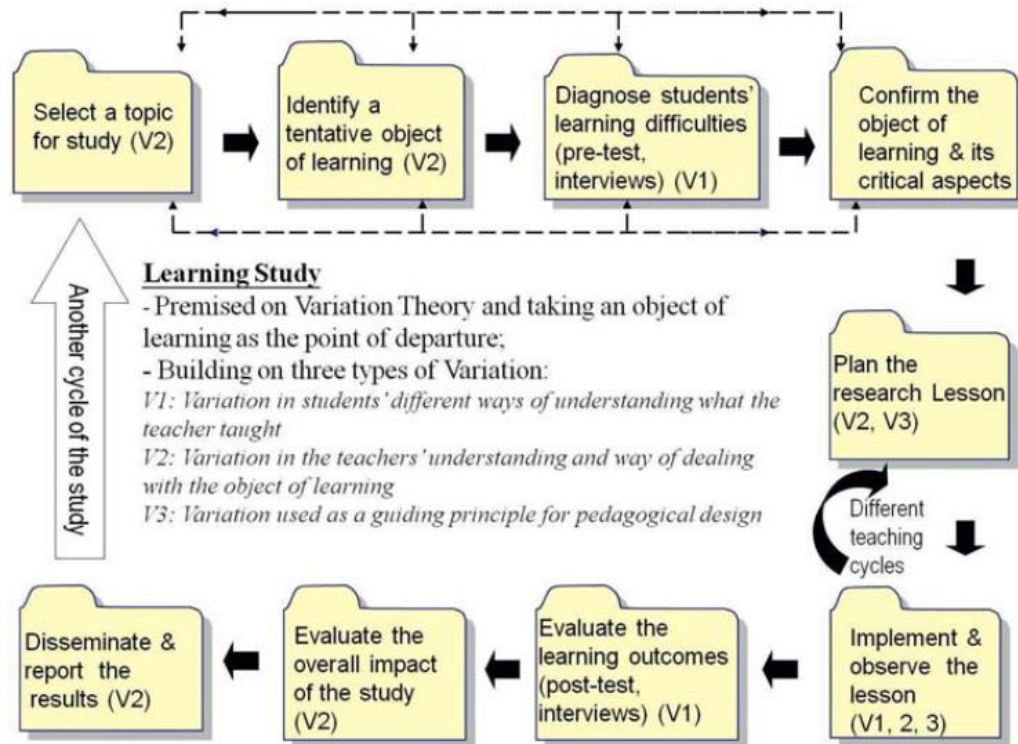 Select a topic
for study (V2)
Identify a
tentative object
of learning (V2)
Diagnose students'
learning difficulties
(pre-test,
interviews) (V1)
Confirm the
object of
learning & its
critical aspects
Another cycle of the study
Learning Study
- Premised on Variation Theory and taking an object of
learning as the point of departure;
- Building on three types of Variation:
V1: Variation in students' different ways of understanding what the
teacher taught
V2: Variation in the teachers' understanding and way of dealing
with the object of learning
V3: Variation used as a guiding principle for pedagogical design
Plan the
research Lesson
(V2, V3)
Different
teaching
cycles
Disseminate &
report the
results (V2)
Evaluate the
overall impact
of the study
(V2)
Evaluate the
learning outcomes
(post-test,
interviews) (V1)
Implement &
observe the
lesson
(V1, 2, 3)